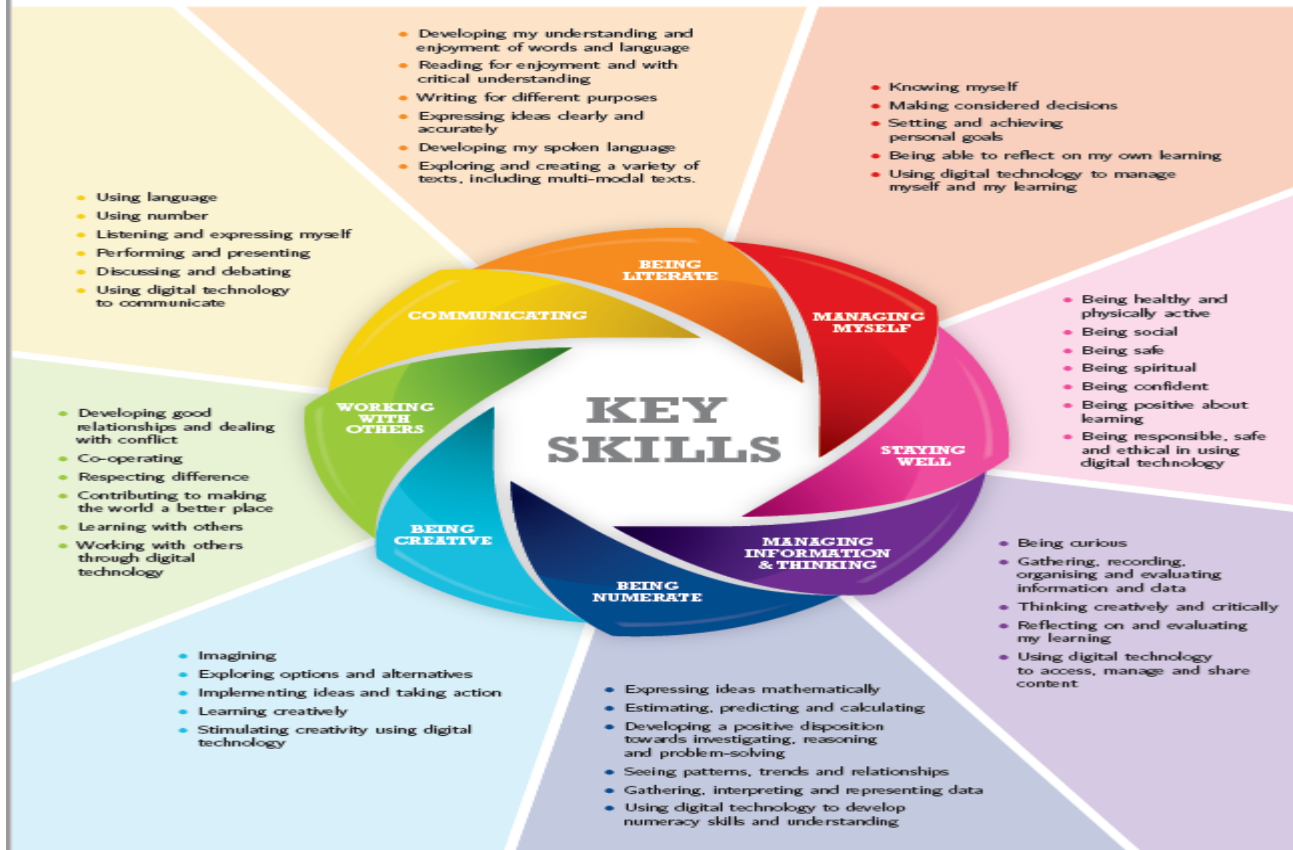 KEY
SKILLS
BEING
LITERATE
• Developing my understanding and
enjoyment of words and language
• Reading for enjoyment and with
critical understanding
• Writing for different purposes
• Expressing ideas clearly and
accurately
• Developing my spoken language
• Exploring and creating a variety of
texts, including multi-modal texts.
MANAGING
MYSELF
• Knowing myself
• Making considered decisions
• Setting and achieving
personal goals
• Being able to reflect on my own learning
• Using digital technology to manage
myself and my learning
STAYING
WELL
• Being healthy and
physically active
• Being social
• Being safe
• Being spiritual
• Being confident
• Being positive about
learning
• Being responsible, safe
and ethical in using
digital technology
MANAGING
INFORMATION
& THINKING
• Being curious
• Gathering, recording,
organising and evaluating
information and data
• Thinking creatively and critically
• Reflecting on and evaluating
my learning
• Using digital technology
to access, manage and share
content
BEING
NUMERATE
• Expressing ideas mathematically
• Estimating, predicting and calculating
• Developing a positive disposition
towards investigating, reasoning
and problem-solving
• Seeing patterns, trends and relationships
• Gathering, interpreting and representing data
• Using digital technology to develop
numeracy skills and understanding
BEING
CREATIVE
• Imagining
• Exploring options and alternatives
• Implementing ideas and taking action
• Learning creatively
• Stimulating creativity using digital
technology
WORKING
WITH
OTHERS
• Developing good
relationships and dealing
with conflict
• Co-operating
• Respecting difference
• Contributing to making
the world a better place
• Learning with others
• Working with others
through digital
technology
COMMUNICATING
• Using language
• Using number
• Listening and expressing myself
• Performing and presenting
• Discussing and debating
• Using digital technology
to communicate